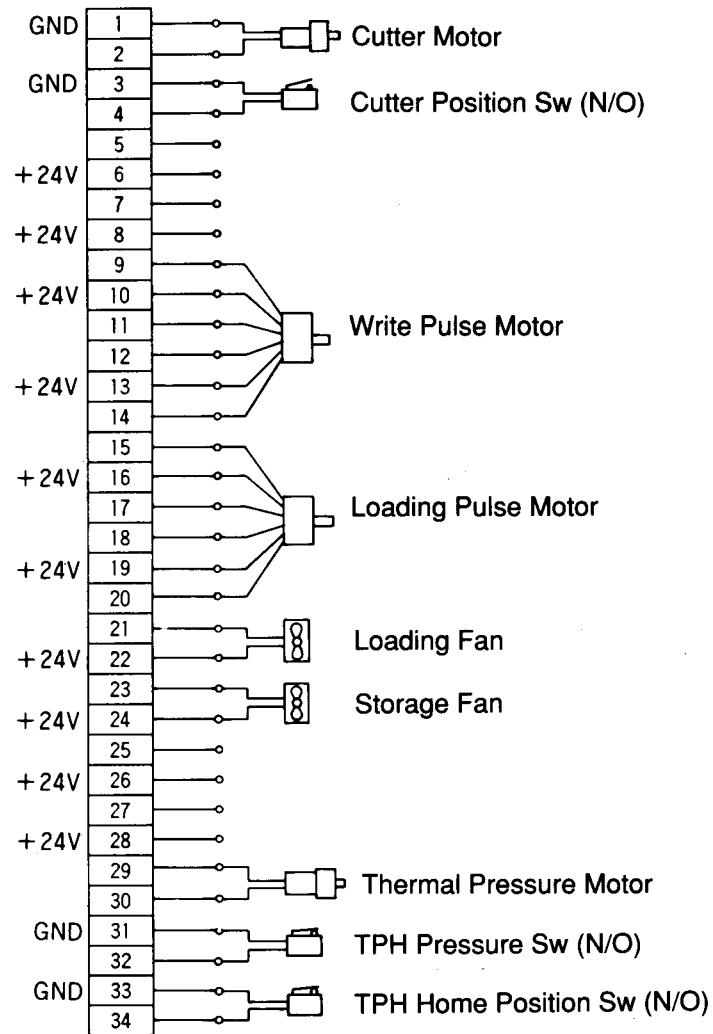 GND 1 Cutter Motor
2
GND 3
4 Cutter Position Sw (N/O)
5
+24V 6
7
+24V 8
9
+24V 10
11 Write Pulse Motor
12
+24V 13
14
15
+24V 16
17 Loading Pulse Motor
18
+24V 19
20
21 Loading Fan
+24V 22
23 Storage Fan
+24V 24
25
+24V 26
27
+24V 28
29 Thermal Pressure Motor
30
GND 31 TPH Pressure Sw (N/O)
32
GND 33 TPH Home Position Sw (N/O)
34